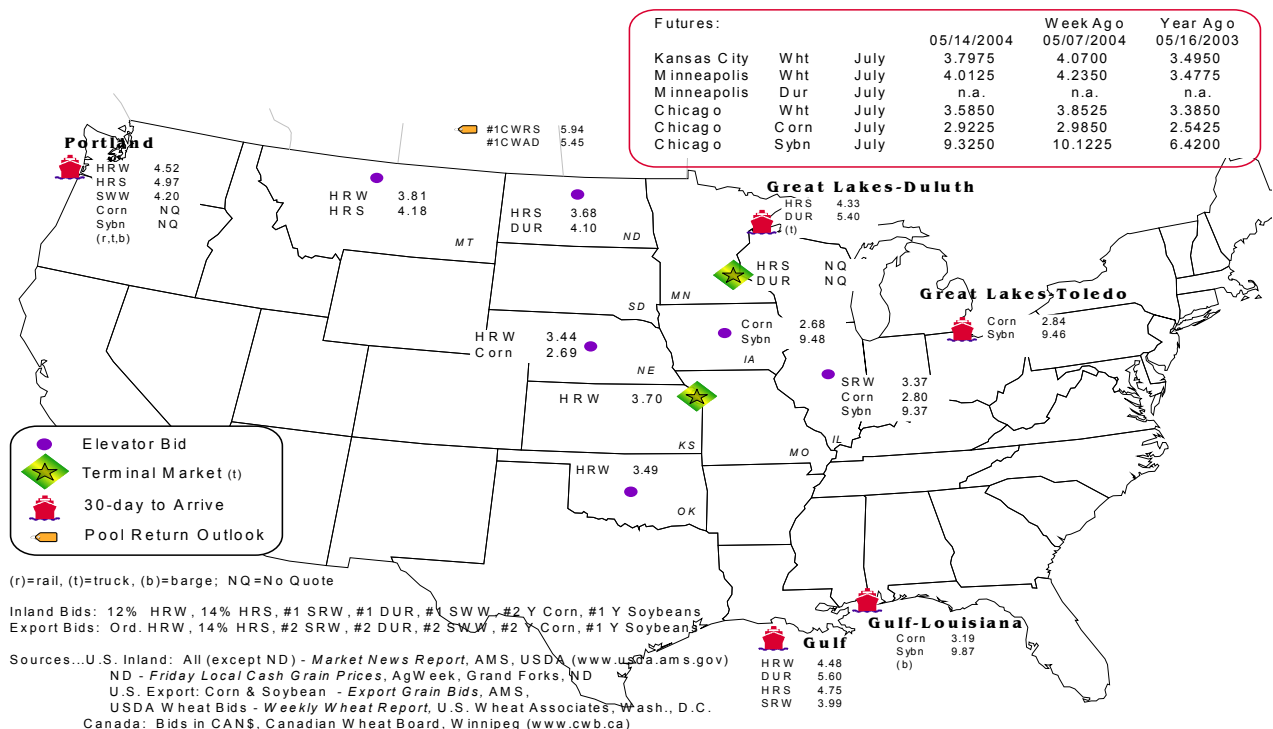 Futures: Week Ago Year Ago
05/14/2004 05/07/2004 05/16/2003
Kansas City Wht July 3.7975 4.0700 3.4950
Minneapolis Wht July 4.0125 4.2350 3.4775
Minneapolis Dur July n.a. n.a. n.a.
Chicago Wht July 3.5850 3.8525 3.3850
Chicago Corn July 2.9225 2.9850 2.5425
Chicago Sybn July 9.3250 10.1225 6.4200
#1CWRS 5.94
#1CWAD 5.45
Portland
HRW 4.52
HRS 4.97
SWW 4.20
Corn NQ
Sybn NQ
(r,t,b)
HRW 3.81
HRS 4.18
MT
HRS 3.68
DUR 4.10
ND
Great Lakes-Duluth
HRS 4.33
DUR 5.40
(t)
HRS NQ
DUR NQ
MN
SD
Great Lakes-Toledo
Corn 2.84
Sybn 9.46
HRW 3.44
Corn 2.69
NE
Corn 2.68
Sybn 9.48
IA
SRW 3.37
Corn 2.80
Sybn 9.37
IL
HRW 3.70
KS
MO
HRW 3.49
OK
Elevator Bid
Terminal Market (t)
30-day to Arrive
Pool Return Outlook
Gulf-Louisiana
Corn 3.19
Sybn 9.87
(b)
Gulf
HRW 4.48
DUR 5.60
HRS 4.75
SRW 3.99
(r)=rail, (t)=truck, (b)=barge; NQ=No Quote
Inland Bids: 12% HRW, 14% HRS, #1 SRW, #1 DUR, #1 SWW, #2 Y Corn, #1 Y Soybeans
Export Bids: Ord. HRW, 14% HRS, #2 SRW, #2 DUR, #2 SWW, #2 Y Corn, #1 Y Soybeans
Sources...U.S. Inland: All (except ND) - Market News Report, AMS, USDA (www.usda.ams.gov)
ND - Friday Local Cash Grain Prices, AgWeek, Grand Forks, ND
U.S. Export: Corn & Soybean - Export Grain Bids, AMS,
USDA Wheat Bids - Weekly Wheat Report, U.S. Wheat Associates, Wash., D.C.
Canada: Bids in CAN$, Canadian Wheat Board, Winnipeg (www.cwb.ca)